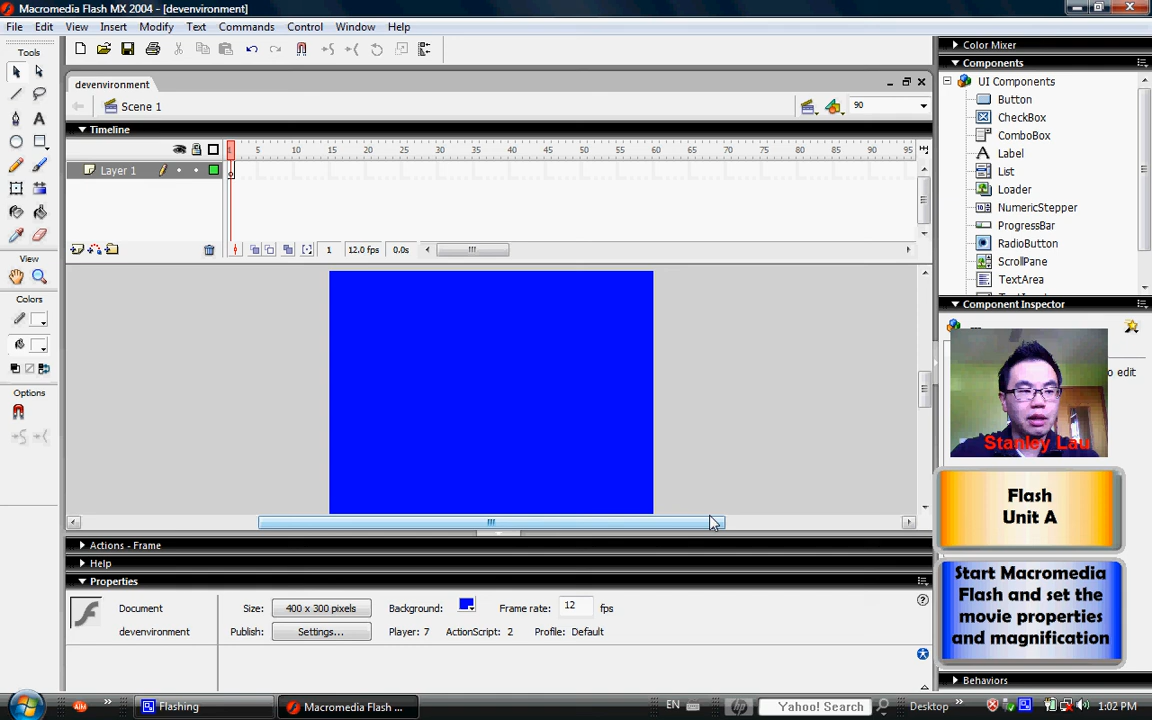 Macromedia Flash MX 2004 - [devenvironment]
File Edit View Insert Modify Text Commands Control Window Help
Tools
devenvironment
Scene 1
90
Timeline
1 5 10 15 20 25 30 35 40 45 50 55 60 65 70 75 80 85 90 95
Layer 1
1 12.0 fps 0.0s
View
Colors
Options
Color Mixer
Components
UI Components
Button
CheckBox
ComboBox
Label
List
Loader
NumericStepper
ProgressBar
RadioButton
ScrollPane
TextArea
Component Inspector
o edit
Stanley Lau
Flash
Unit A
Start Macromedia
Flash and set the
movie properties
and magnification
Actions - Frame
Help
Properties
Document
devenvironment
Size: 400 x 300 pixels Background: Frame rate: 12 fps
Publish: Settings... Player: 7 ActionScript: 2 Profile: Default
Behaviors
AIM » Flashing Macromedia Flash ... EN hp Yahoo! Search Desktop » 1:02 PM